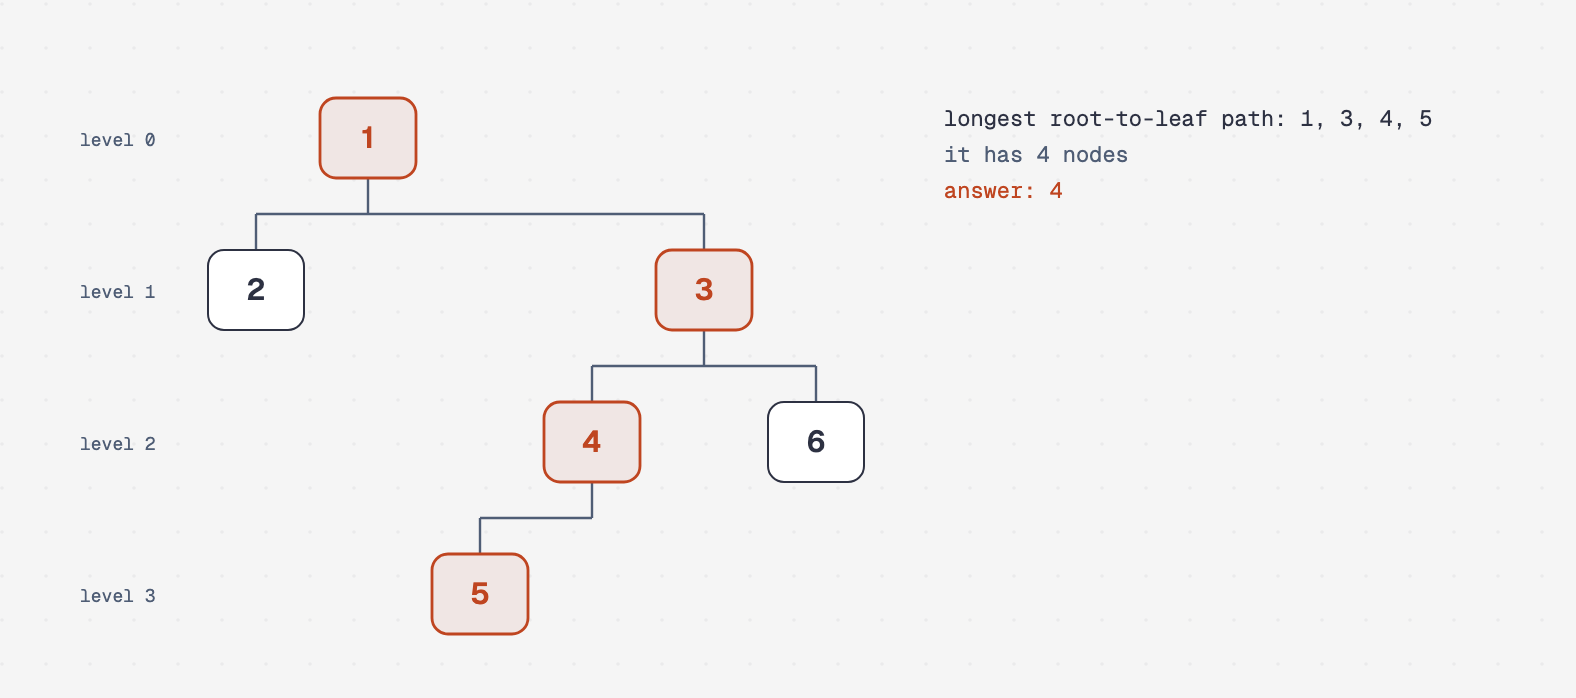 level 0
1
longest root-to-leaf path: 1, 3, 4, 5
it has 4 nodes
answer: 4
level 1
2
3
level 2
4
6
level 3
5